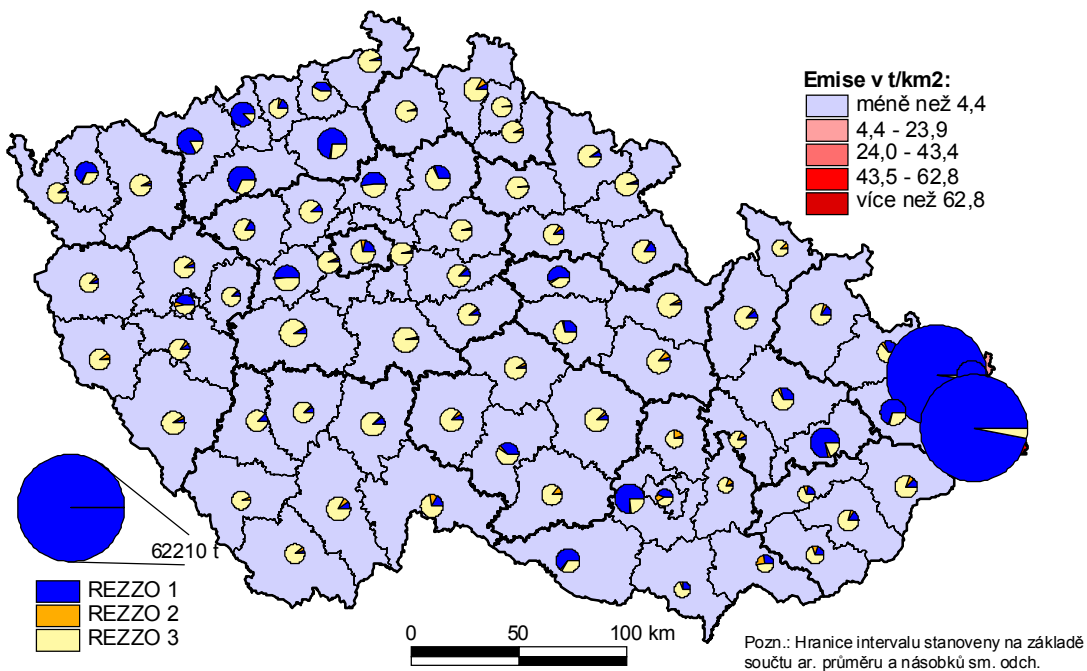 Emise v t/km2:
méně než 4,4
4,4 - 23,9
24,0 - 43,4
43,5 - 62,8
více než 62,8
62210 t
REZZO 1
REZZO 2
REZZO 3
0 50 100 km
Pozn.: Hranice intervalu stanoveny na základě
součtu ar. průměru a násobků sm. odch.